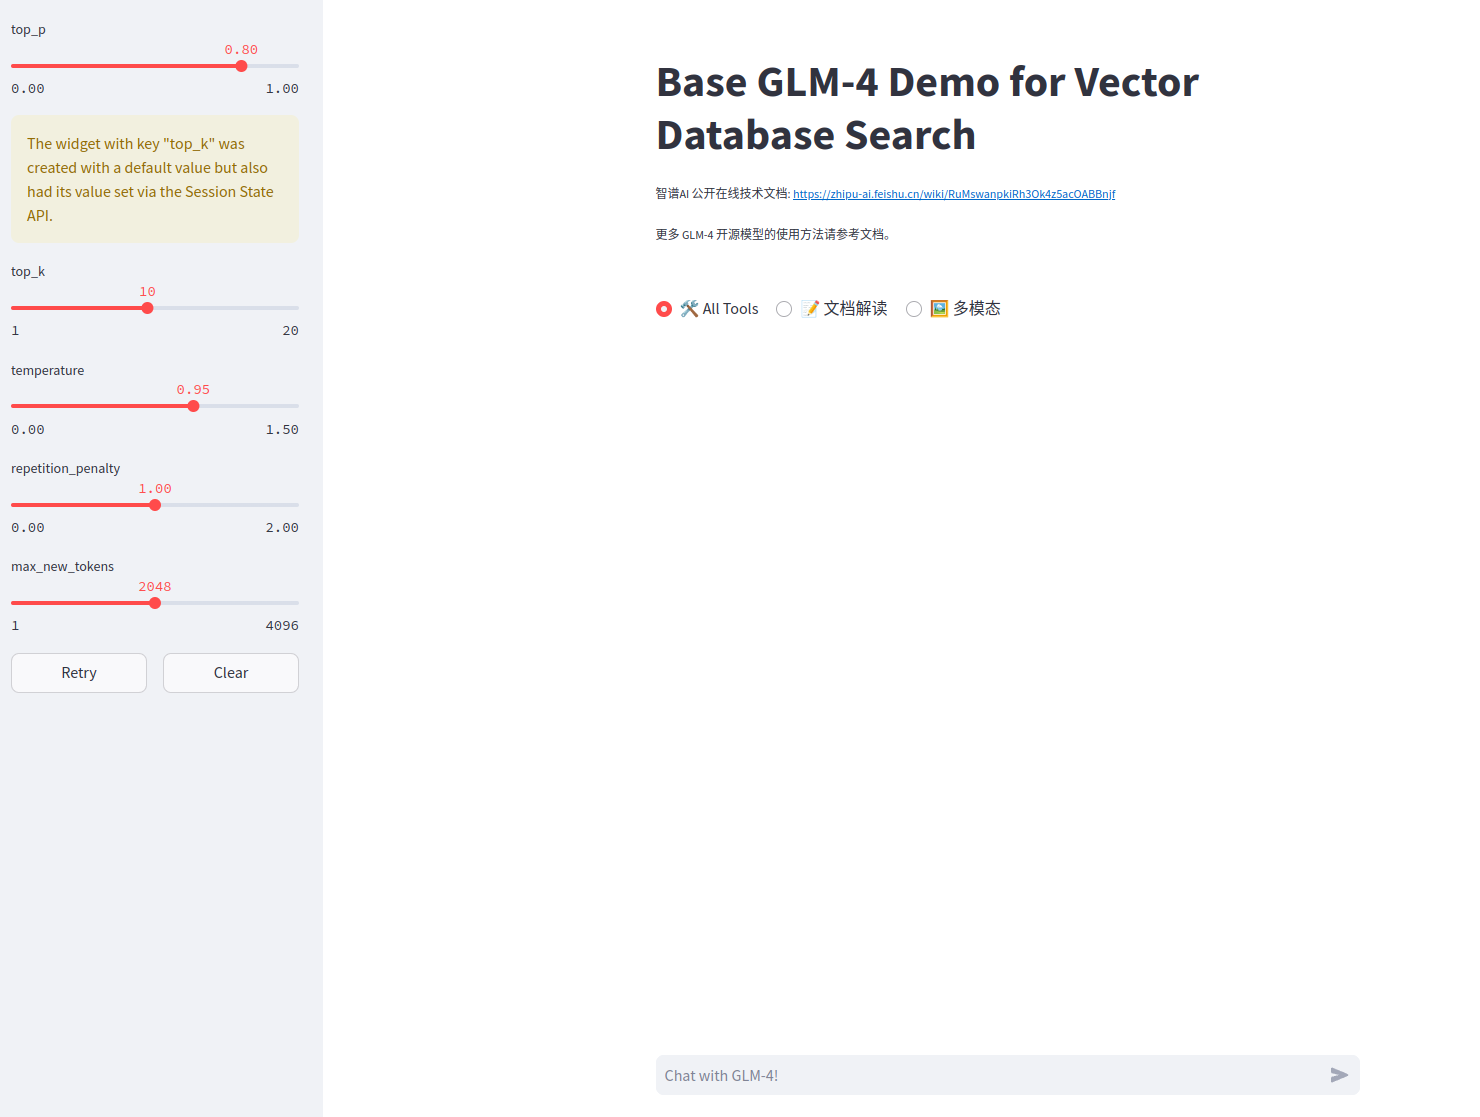 top_p
0.80
0.00 1.00
The widget with key "top_k" was
created with a default value but also
had its value set via the Session State
API.
top_k
10
1 20
temperature
0.95
0.00 1.50
repetition_penalty
1.00
0.00 2.00
max_new_tokens
2048
1 4096
Retry Clear
Base GLM-4 Demo for Vector
Database Search
智谱AI 公开在线技术文档: https://zhipu-ai.feishu.cn/wiki/RuMswanpkiRh3Ok4z5acOABBnjf
更多 GLM-4 开源模型的使用方法请参考文档。
🛠️ All Tools 📝 文档解读 🖼️ 多模态
Chat with GLM-4!